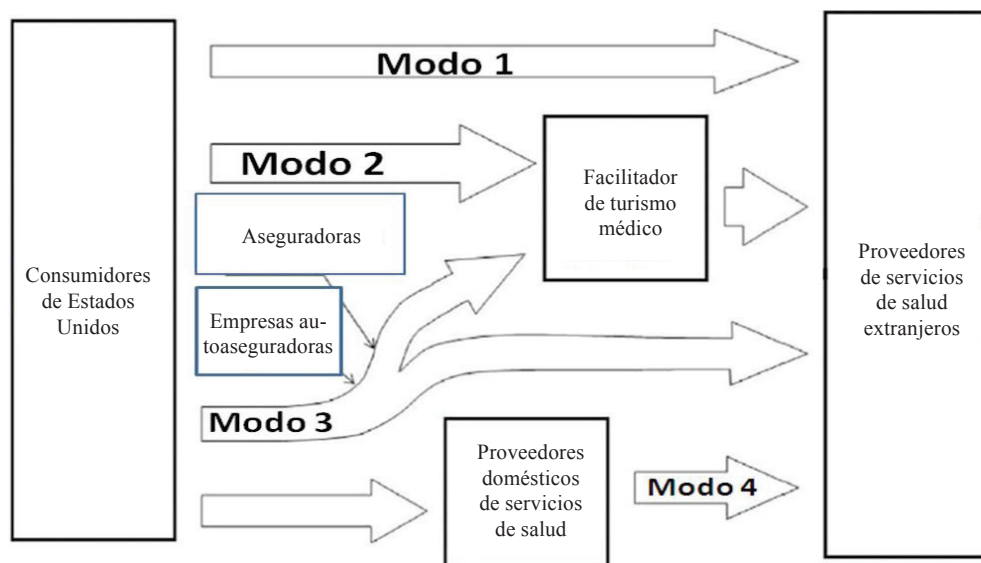 Modo 1
Modo 2
Facilitador
de turismo
médico
Aseguradoras
Consumidores
de Estados
Unidos
Empresas au-
toaseguradoras
Proveedores
de servicios
de salud
extranjeros
Modo 3
Proveedores
domésticos
de servicios
de salud
Modo 4